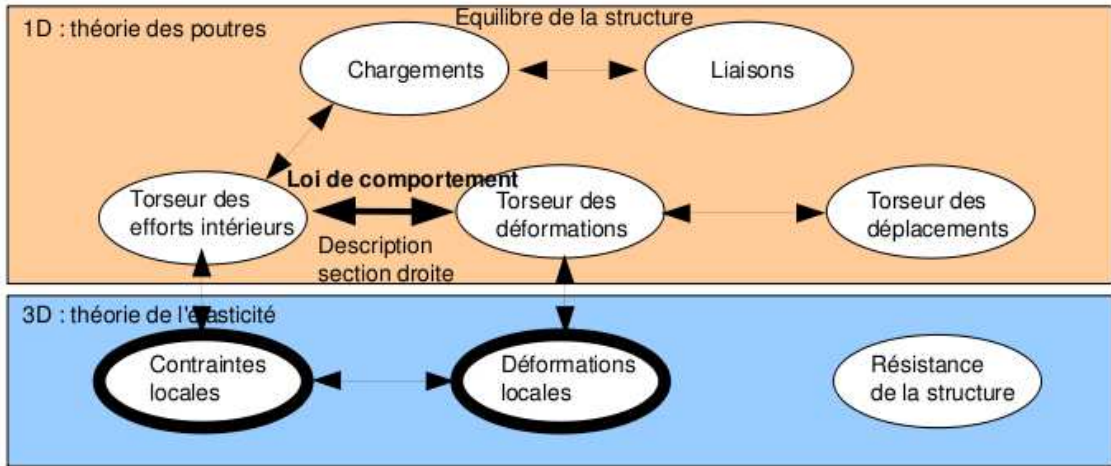 Equilibre de la structure
1D : théorie des poutres
Chargements
Liaisons
Loi de comportement
Torseur des
efforts intérieurs
Torseur des
déformations
Torseur des
déplacements
Description
section droite
3D : théorie de l'élasticité
Contraintes
locales
Déformations
locales
Résistance
de la structure